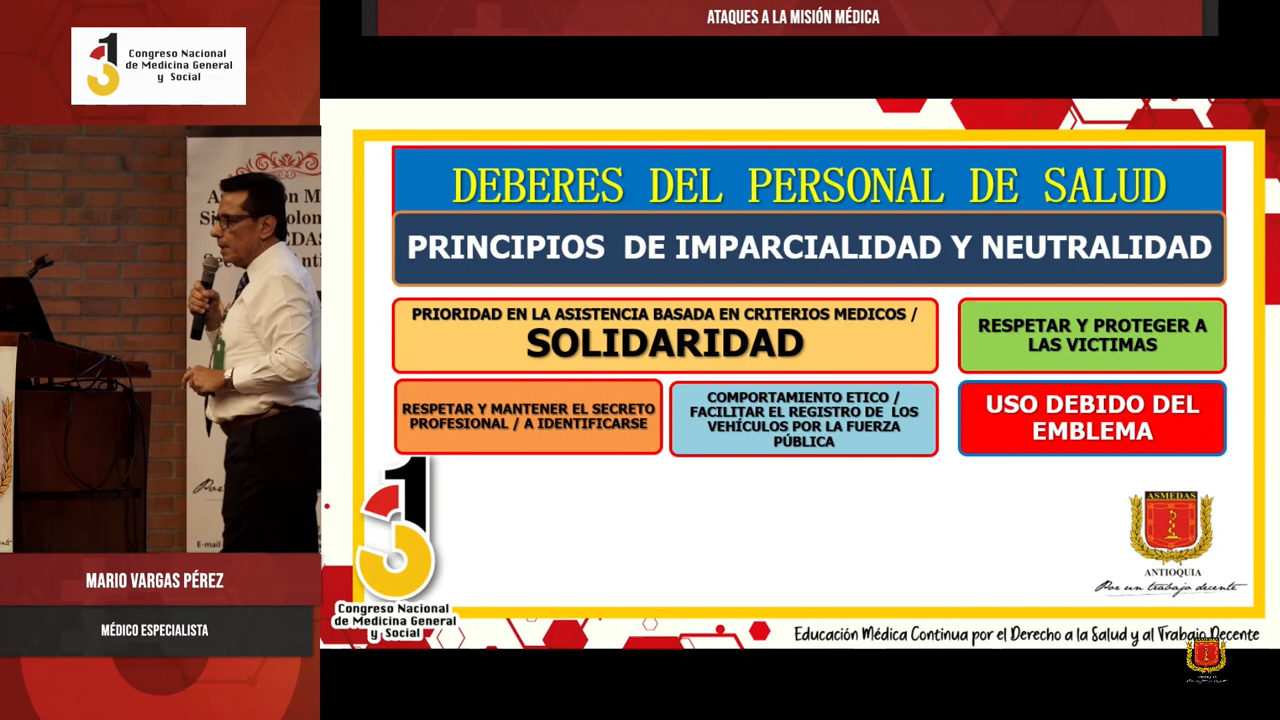 ATAQUES A LA MISIÓN MÉDICA
31
Congreso Nacional
de Medicina General
y Social
E-mail
MARIO VARGAS PÉREZ
MÉDICO ESPECIALISTA
DEBERES DEL PERSONAL DE SALUD
PRINCIPIOS DE IMPARCIALIDAD Y NEUTRALIDAD
PRIORIDAD EN LA ASISTENCIA BASADA EN CRITERIOS MEDICOS /
SOLIDARIDAD
RESPETAR Y PROTEGER A
LAS VICTIMAS
RESPETAR Y MANTENER EL SECRETO
PROFESIONAL / A IDENTIFICARSE
COMPORTAMIENTO ETICO /
FACILITAR EL REGISTRO DE LOS
VEHÍCULOS POR LA FUERZA
PÚBLICA
USO DEBIDO DEL
EMBLEMA
31
Congreso Nacional
de Medicina General
y Social
ASMEDAS
ANTIOQUIA
Por un trabajo decente
Educación Médica Continua por el Derecho a la Salud y al Trabajo Decente